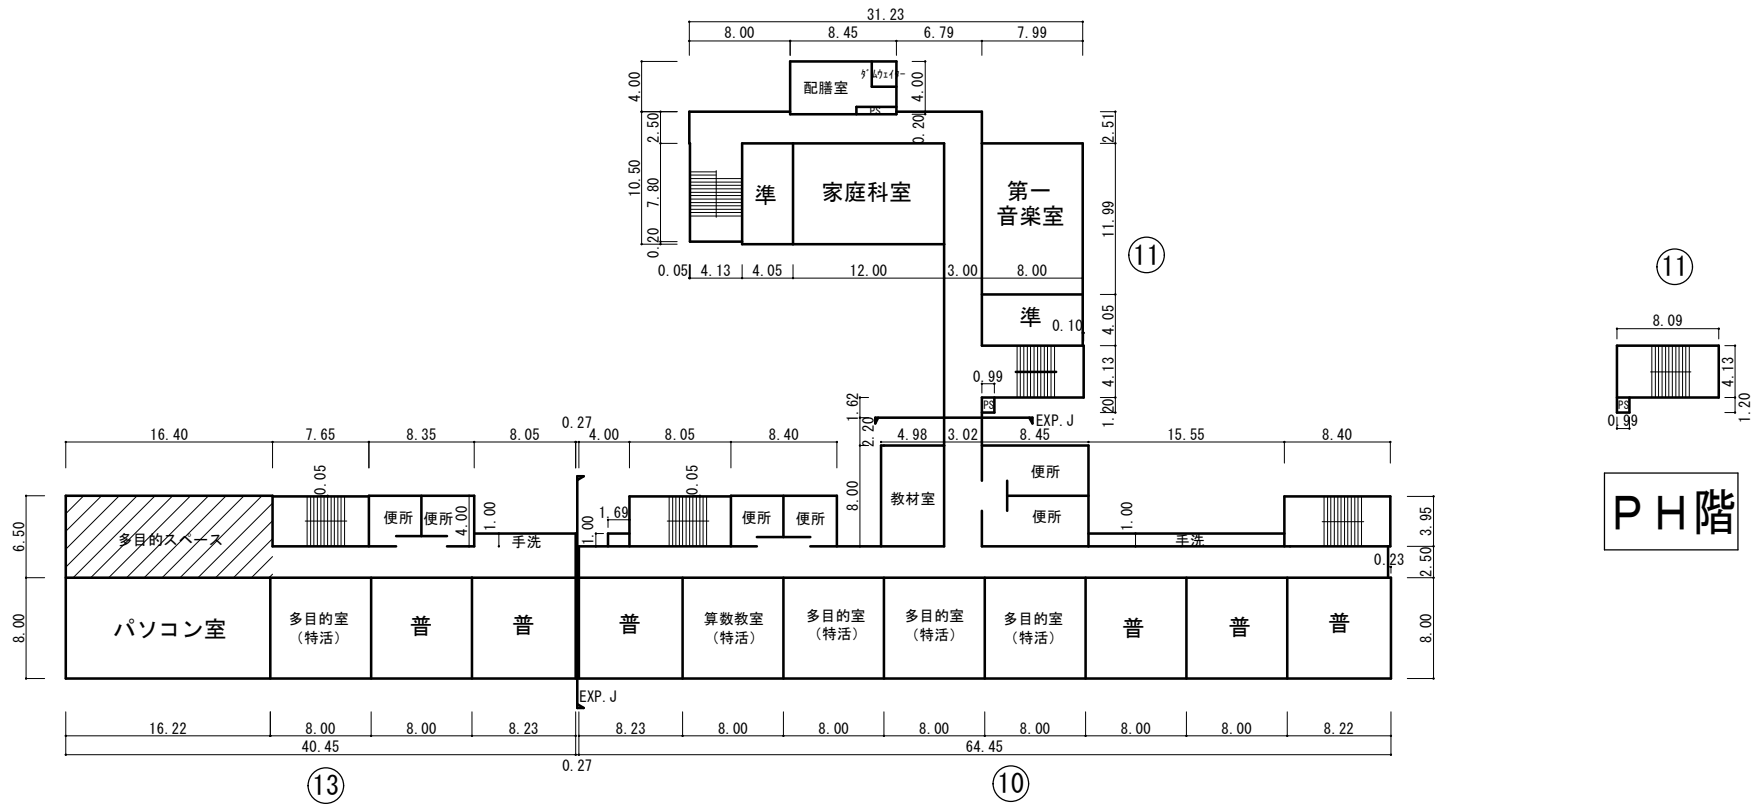 31.23
8.00 8.45 6.79 7.99
4.00
配膳室
ダムウェイター
PS
4.00
2.50
0.20
2.51
10.50
7.80
準
家庭科室
第一
音楽室
11.99
0.20
⑪
0.05 4.13 4.05 12.00 3.00 8.00
準
0.10
4.05
4.13
0.99
PS
1.20
1.62
EXP.J
2.20
⑪
8.09
4.13
PS
0.99
1.20
PH階
0.27
16.40 7.65 8.35 8.05 4.00 8.05 8.40 4.98 3.02 8.45 15.55 8.40
6.50
多目的スペース
0.05
便所 便所
4.00
1.00
手洗
1.00
1.69
0.05
便所 便所
8.00
教材室
便所
便所
1.00
手洗
3.95
0.23
2.50
8.00
パソコン室
多目的室
(特活)
普
普
普
算数教室
(特活)
多目的室
(特活)
多目的室
(特活)
多目的室
(特活)
普
普
普
8.00
EXP.J
16.22 8.00 8.00 8.23 8.23 8.00 8.00 8.00 8.00 8.00 8.00 8.22
40.45 64.45
0.27
⑬ ⑩